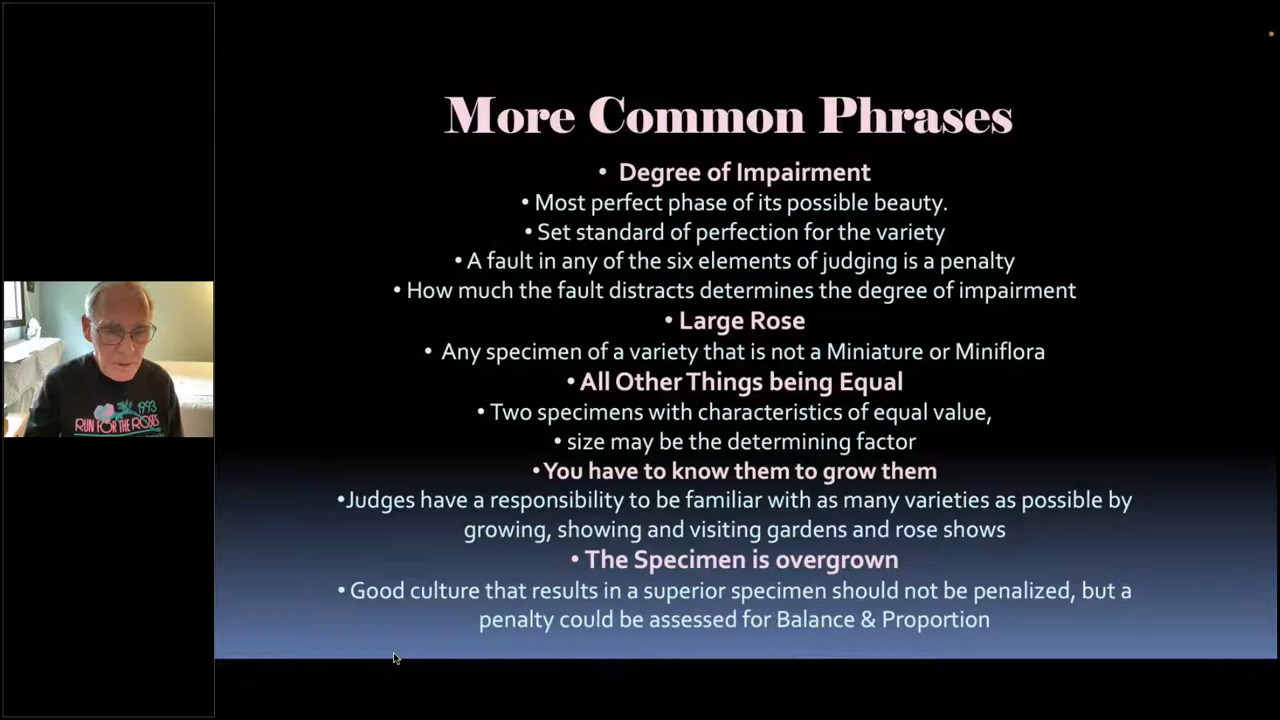 More Common Phrases
• Degree of Impairment
• Most perfect phase of its possible beauty.
• Set standard of perfection for the variety
• A fault in any of the six elements of judging is a penalty
• How much the fault distracts determines the degree of impairment
• Large Rose
• Any specimen of a variety that is not a Miniature or Miniflora
• All Other Things being Equal
• Two specimens with characteristics of equal value,
• size may be the determining factor
• You have to know them to grow them
• Judges have a responsibility to be familiar with as many varieties as possible by
growing, showing and visiting gardens and rose shows
• The Specimen is overgrown
• Good culture that results in a superior specimen should not be penalized, but a
penalty could be assessed for Balance & Proportion
1993
RUN FOR THE ROSES